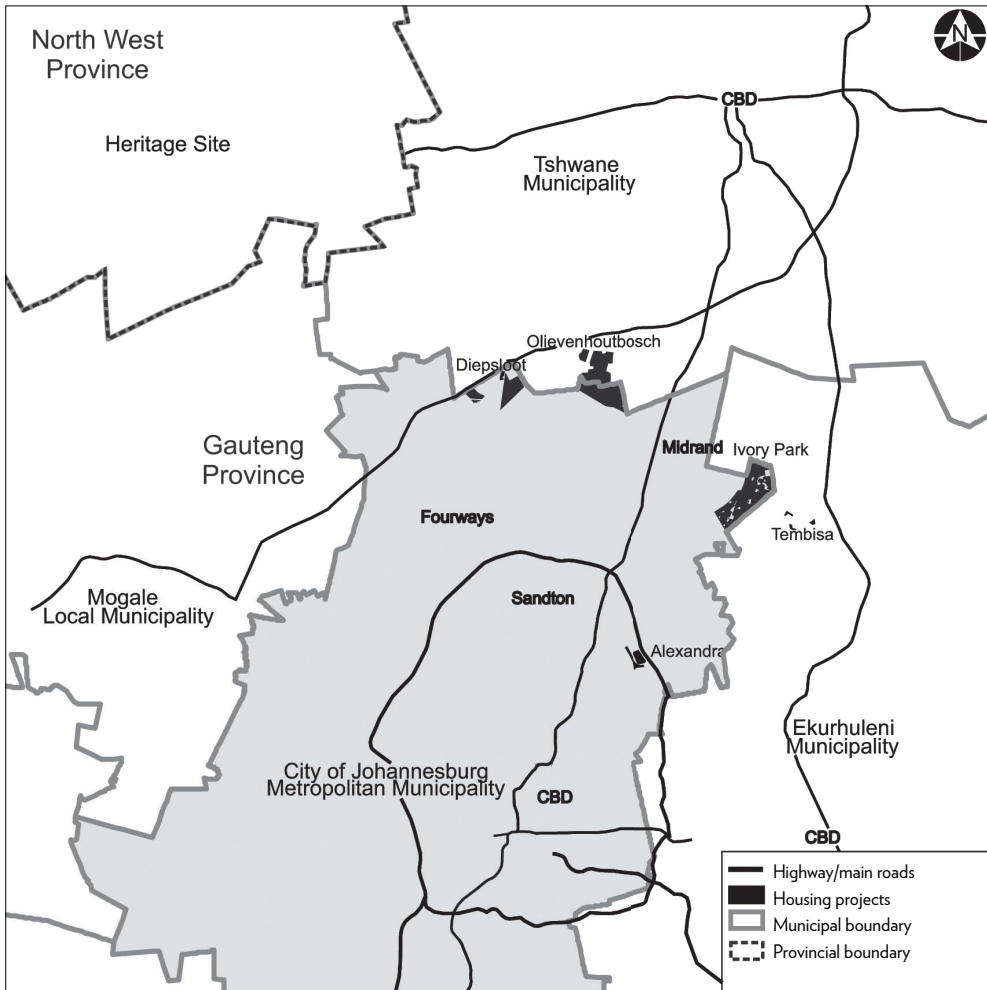 North West
Province
N
Heritage Site
CBD
Tshwane
Municipality
Olievenhoutbosch
Diepsloot
Gauteng
Province
Midrand
Ivory Park
Fourways
Tembisa
Mogale
Local Municipality
Sandton
Alexandra
Ekurhuleni
Municipality
City of Johannesburg
Metropolitan Municipality
CBD
CBD
Highway/main roads
Housing projects
Municipal boundary
Provincial boundary